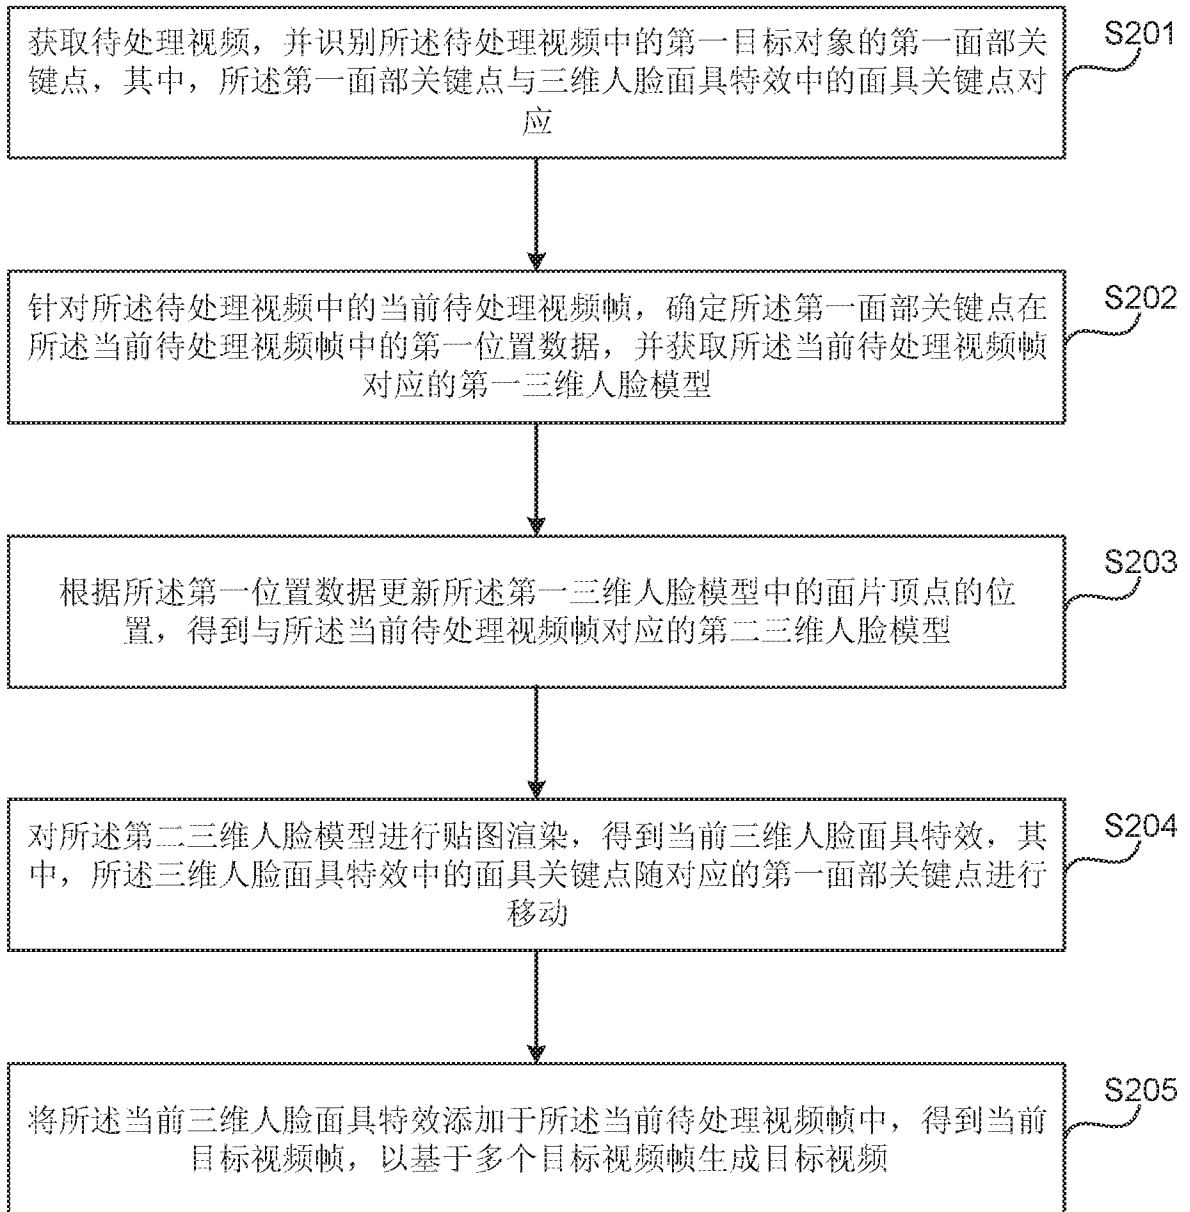 获取待处理视频，并识别所述待处理视频中的第一目标对象的第一面部关
键点，其中，所述第一面部关键点与三维人脸面具特效中的面具关键点对
应
S201
针对所述待处理视频中的当前待处理视频帧，确定所述第一面部关键点在
所述当前待处理视频帧中的第一位置数据，并获取所述当前待处理视频帧
对应的第一三维人脸模型
S202
根据所述第一位置数据更新所述第一三维人脸模型中的面片顶点的位
置，得到与所述当前待处理视频帧对应的第二三维人脸模型
S203
对所述第二三维人脸模型进行贴图渲染，得到当前三维人脸面具特效，其
中，所述三维人脸面具特效中的面具关键点随对应的第一面部关键点进行
移动
S204
将所述当前三维人脸面具特效添加于所述当前待处理视频帧中，得到当前
目标视频帧，以基于多个目标视频帧生成目标视频
S205